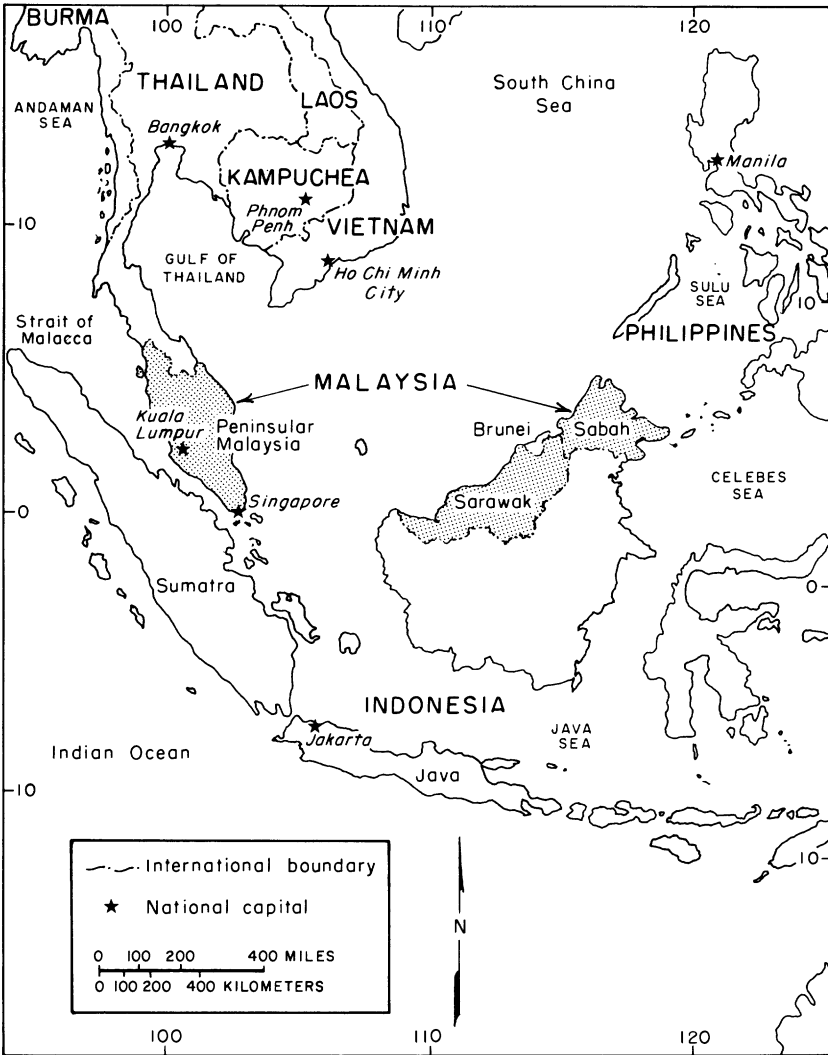 100
120
BURMA
THAILAND
LAOS
South China
Sea
ANDAMAN
SEA
Bangkok
Manila
KAMPUCHEA
Phnom
Penh
VIETNAM
10
GULF OF
THAILAND
Ho Chi Minh
City
SULU
SEA
10
Strait of
Malacca
PHILIPPINES
MALAYSIA
Kuala
Lumpur
Peninsular
Malaysia
Brunei
Sabah
CELEBES
SEA
Sarawak
Singapore
0
Sumatra
0
INDONESIA
JAVA
SEA
Jakarta
Indian Ocean
Java
10
10
International boundary
National capital
N
0 100 200 400 MILES
0 100 200 400 KILOMETERS
100
110
120